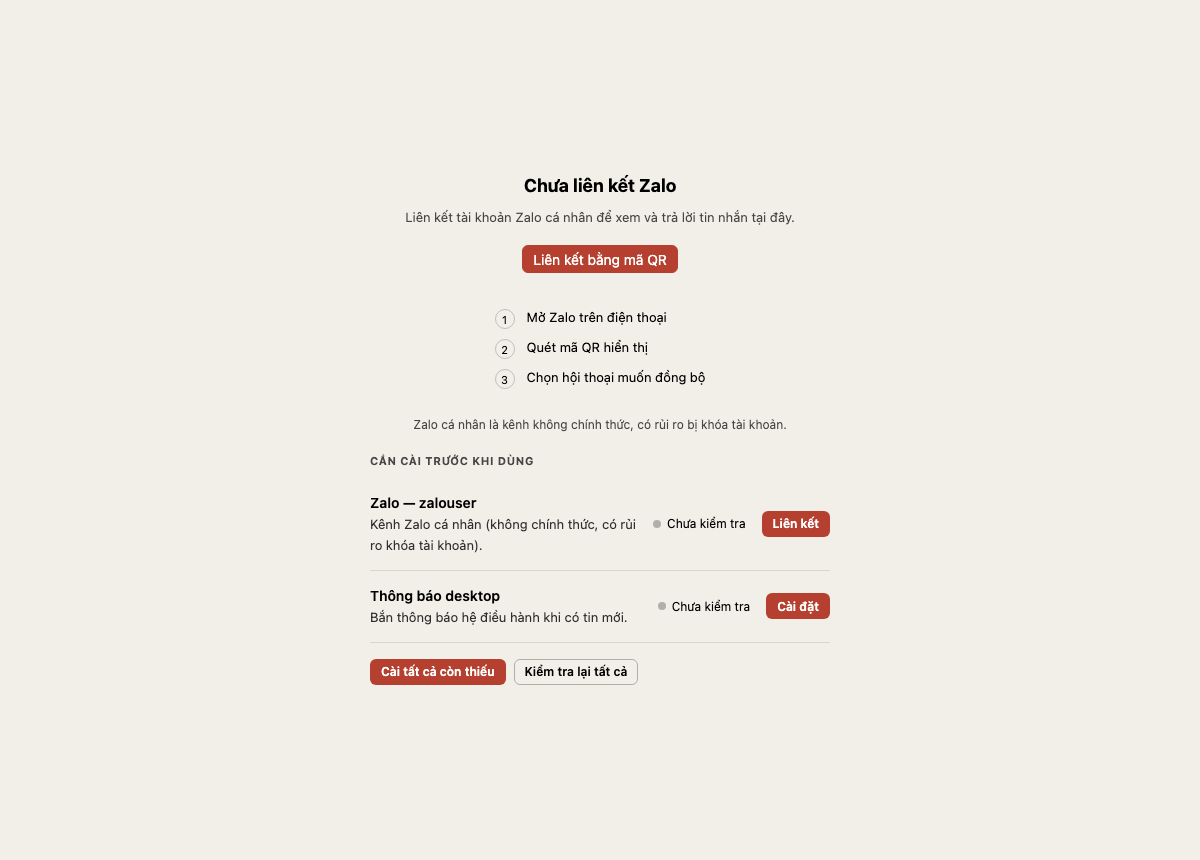 Chưa liên kết Zalo
Liên kết tài khoản Zalo cá nhân để xem và trả lời tin nhắn tại đây.
Liên kết bằng mã QR
1 Mở Zalo trên điện thoại
2 Quét mã QR hiển thị
3 Chọn hội thoại muốn đồng bộ
Zalo cá nhân là kênh không chính thức, có rủi ro bị khóa tài khoản.
CẦN CÀI TRƯỚC KHI DÙNG
Zalo — zalouser
Kênh Zalo cá nhân (không chính thức, có rủi
ro khóa tài khoản).
Chưa kiểm tra
Liên kết
Thông báo desktop
Bắn thông báo hệ điều hành khi có tin mới.
Chưa kiểm tra
Cài đặt
Cài tất cả còn thiếu
Kiểm tra lại tất cả